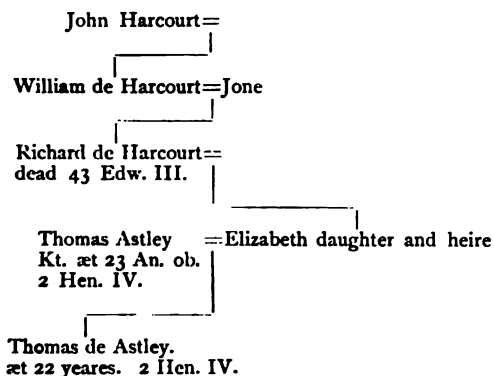 John Harcourt=
William de Harcourt=Jone
Richard de Harcourt=
dead 43 Edw. III.
Thomas Astley =Elizabeth daughter and heire
Kt. æt 23 An. ob.
2 Hen. IV.
Thomas de Astley.
æt 22 yeares. 2 Hen. IV.